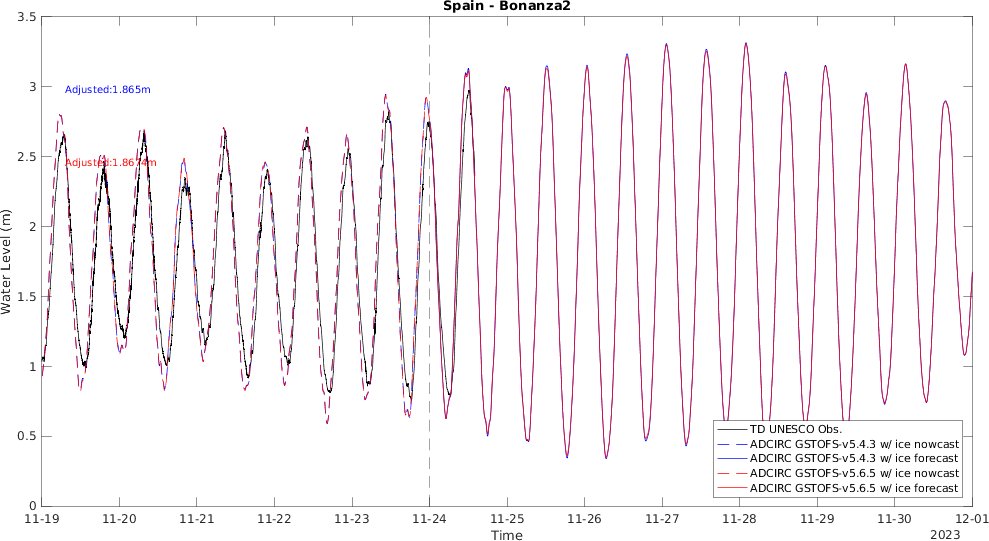 Spain - Bonanza2
3.5
3
2.5
2
1.5
1
0.5
0
Water Level (m)
Adjusted:1.865m
Adjusted:1.8674m
TD UNESCO Obs.
ADCIRC GSTOFS-v5.4.3 w/ ice nowcast
ADCIRC GSTOFS-v5.4.3 w/ ice forecast
ADCIRC GSTOFS-v5.6.5 w/ ice nowcast
ADCIRC GSTOFS-v5.6.5 w/ ice forecast
11-19 11-20 11-21 11-22 11-23 11-24 11-25 11-26 11-27 11-28 11-29 11-30 12-01
Time
2023